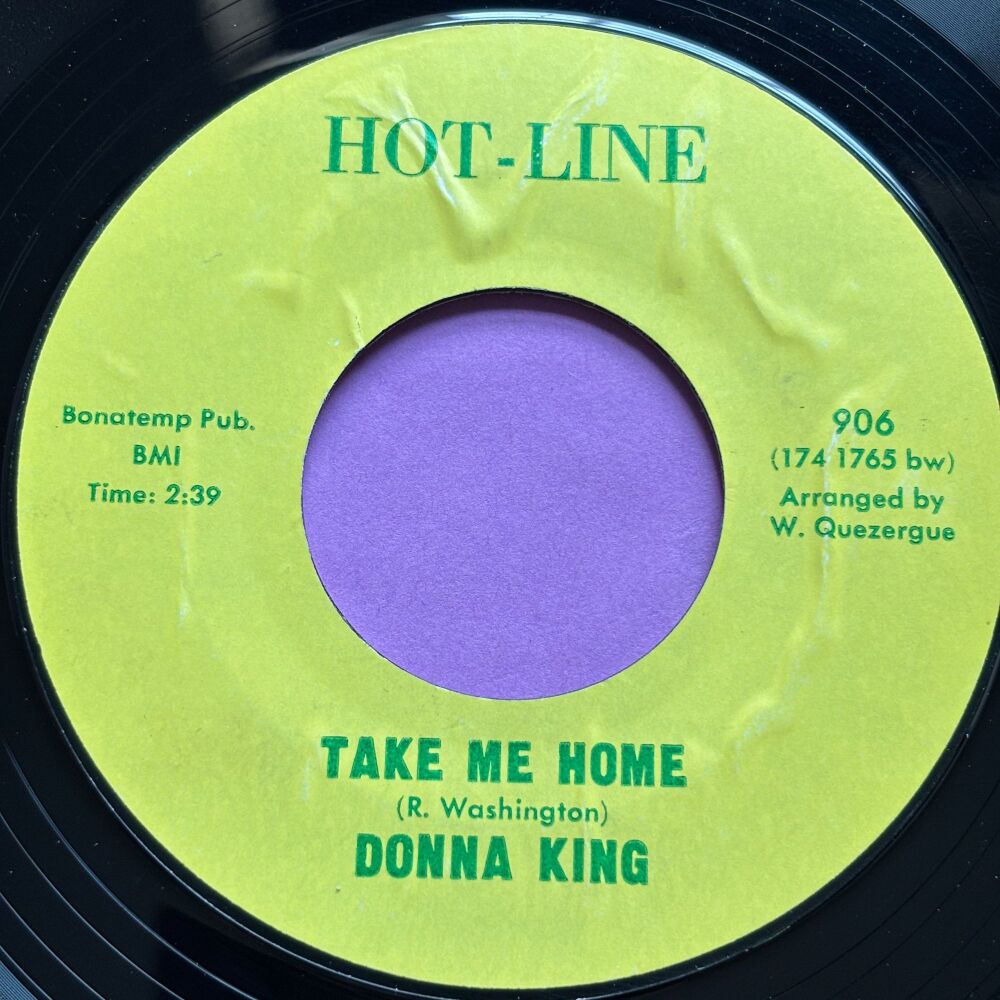 HOT-LINE
Bonatemp Pub.
BMI
Time: 2:39
906
(174 1765 bw)
Arranged by
W. Quezergue
TAKE ME HOME
(R. Washington)
DONNA KING